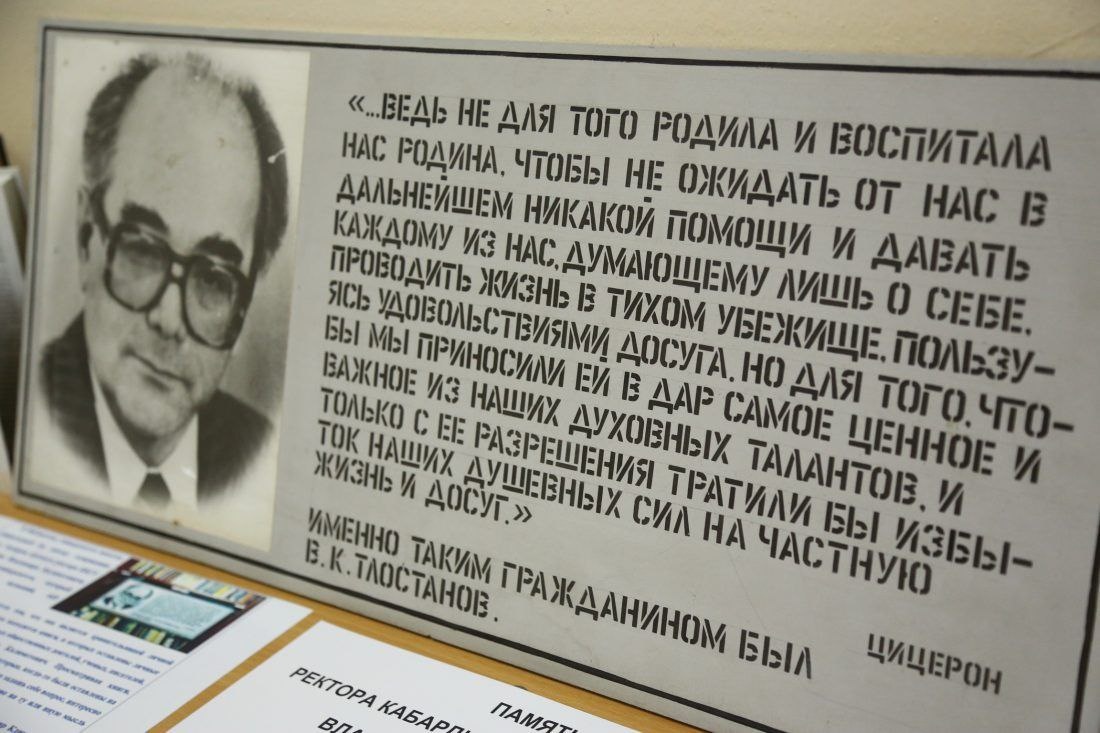 «...ВЕДЬ НЕ ДЛЯ ТОГО РОДИЛА И ВОСПИТАЛА
НАС РОДИНА, ЧТОБЫ НЕ ОЖИДАТЬ ОТ НАС В
ДАЛЬНЕЙШЕМ НИКАКОЙ ПОМОЩИ И ДАВАТЬ
КАЖДОМУ ИЗ НАС, ДУМАЮЩЕМУ ЛИШЬ О СЕБЕ,
ПРОВОДИТЬ ЖИЗНЬ В ТИХОМ УБЕЖИЩЕ, ПОЛЬЗУ-
ЯСЬ УДОВОЛЬСТВИЯМИ ДОСУГА, НО ДЛЯ ТОГО, ЧТО-
БЫ МЫ ПРИНОСИЛИ ЕЙ В ДАР САМОЕ ЦЕННОЕ И
ВАЖНОЕ ИЗ НАШИХ ДУХОВНЫХ ТАЛАНТОВ, И
ТОЛЬКО С ЕЕ РАЗРЕШЕНИЯ ТРАТИЛИ БЫ ИЗБЫ-
ТОК НАШИХ ДУШЕВНЫХ СИЛ НА ЧАСТНУЮ
ЖИЗНЬ И ДОСУГ.»
ЦИЦЕРОН
ИМЕННО ТАКИМ ГРАЖДАНИНОМ БЫЛ
В. К. ТЛОСТАНОВ.
ПАМЯТ
РЕКТОРА КАБАРД
ВЛА